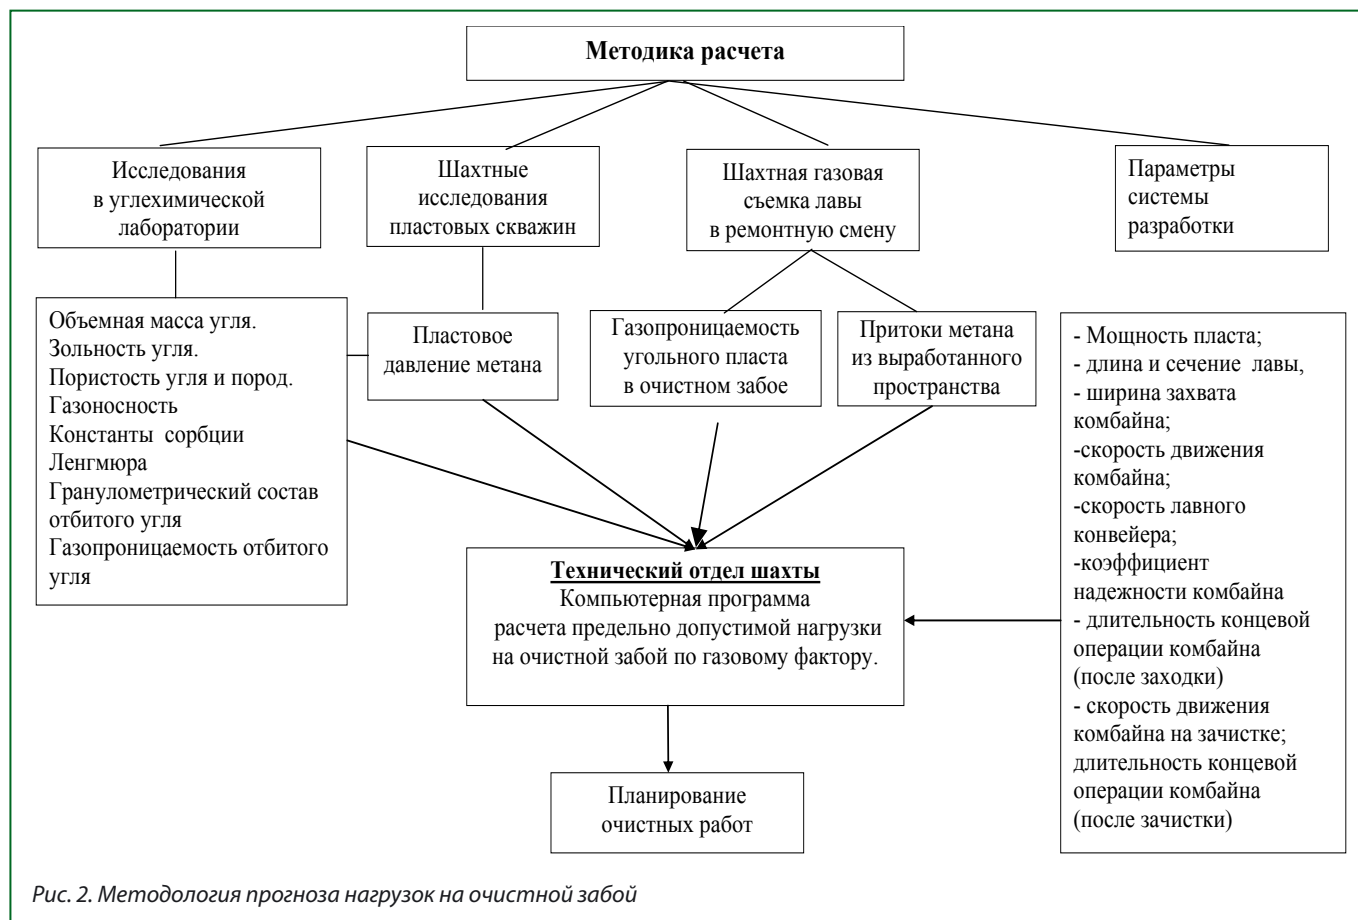 Методика расчета
Исследования
в углехимической
лаборатории
Шахтные
исследования
пластовых скважин
Шахтная газовая
съемка лавы
в ремонтную смену
Параметры
системы
разработки
Объемная масса угля.
Зольность угля.
Пористость угля и пород.
Газоносность
Константы сорбции
Ленгмюра
Гранулометрический состав
отбитого угля
Газопроницаемость отбитого
угля
Пластовое
давление метана
Газопроницаемость
угольного пласта
в очистном забое
Притоки метана
из выработанного
пространства
- Мощность пласта;
- длина и сечение лавы,
- ширина захвата
комбайна;
-скорость движения
комбайна;
-скорость лавного
конвейера;
-коэффициент
надежности комбайна
- длительность концевой
операции комбайна
(после заходки)
- скорость движения
комбайна на зачистке;
длительность концевой
операции комбайна
(после зачистки)
Технический отдел шахты
Компьютерная программа
расчета предельно допустимой нагрузки
на очистной забой по газовому фактору.
Планирование
очистных работ
Рис. 2. Методология прогноза нагрузок на очистной забой